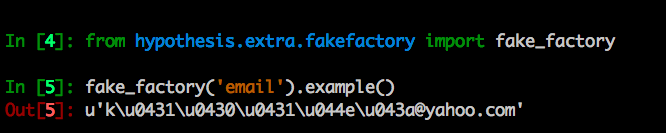 In [4]: from hypothesis.extra.fakefactory import fake_factory
In [5]: fake_factory('email').example()
Out[5]: u'k\u0431\u0430\u0431\u044e\u043a@yahoo.com'